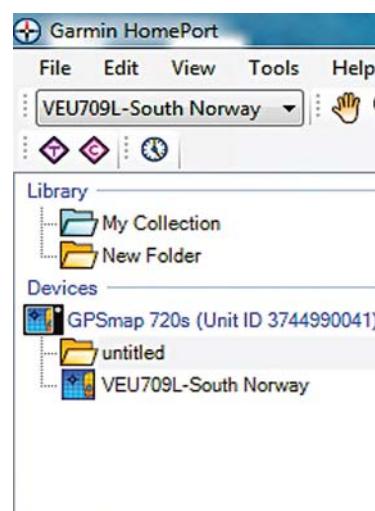 Garmin HomePort
File Edit View Tools Help
VEU709L-South Norway
T C
Library
My Collection
New Folder
Devices
GPSmap 720s (Unit ID 3744990041)
untitled
VEU709L-South Norway